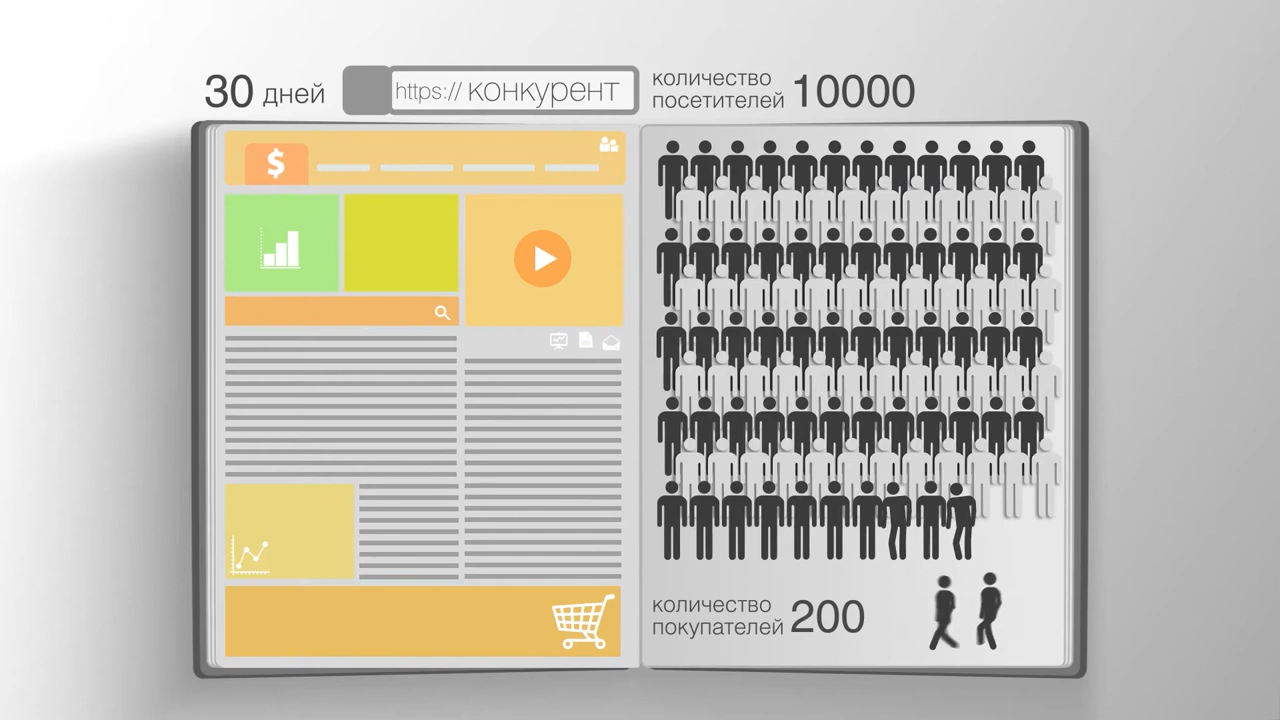 30 дней
https:// конкурент
количество
посетителей 10000
$
количество
покупателей 200